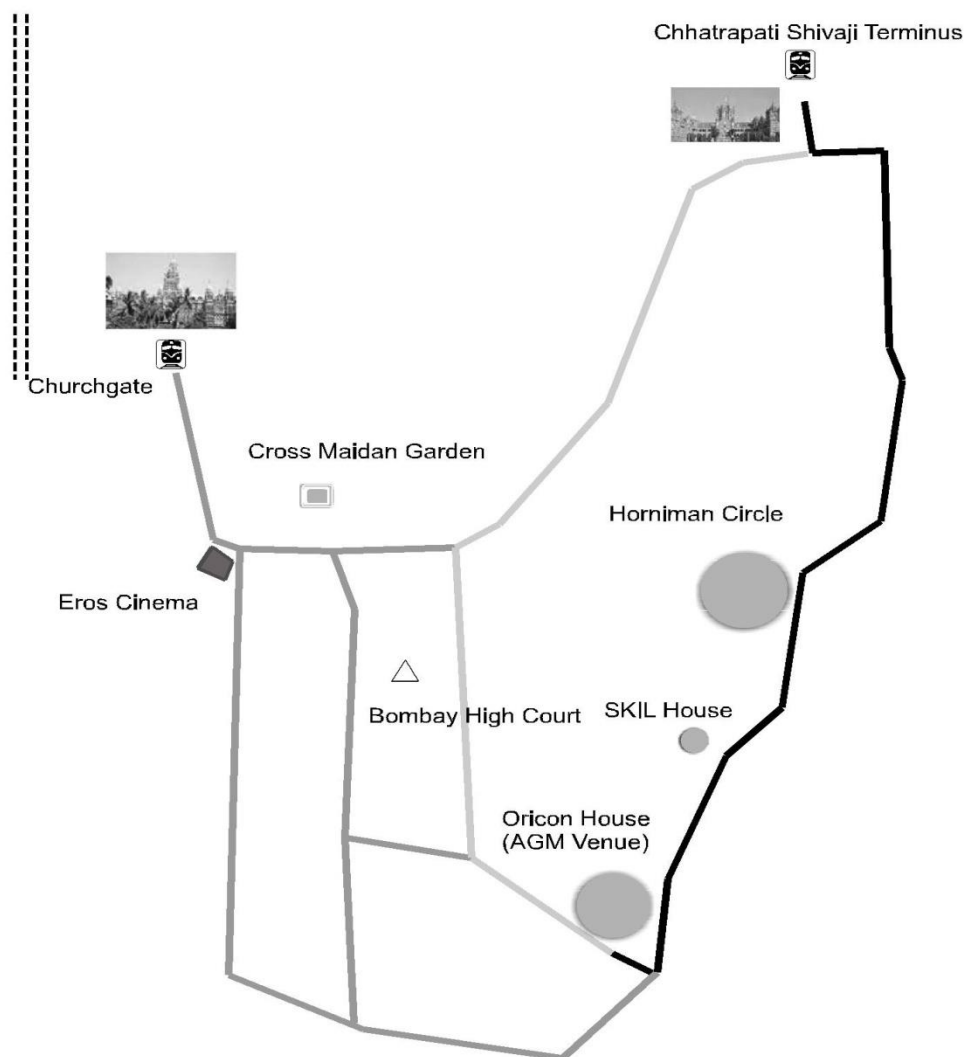 Chhatrapati Shivaji Terminus
Churchgate
Cross Maidan Garden
Horniman Circle
Eros Cinema
Bombay High Court
SKIL House
Oricon House
(AGM Venue)